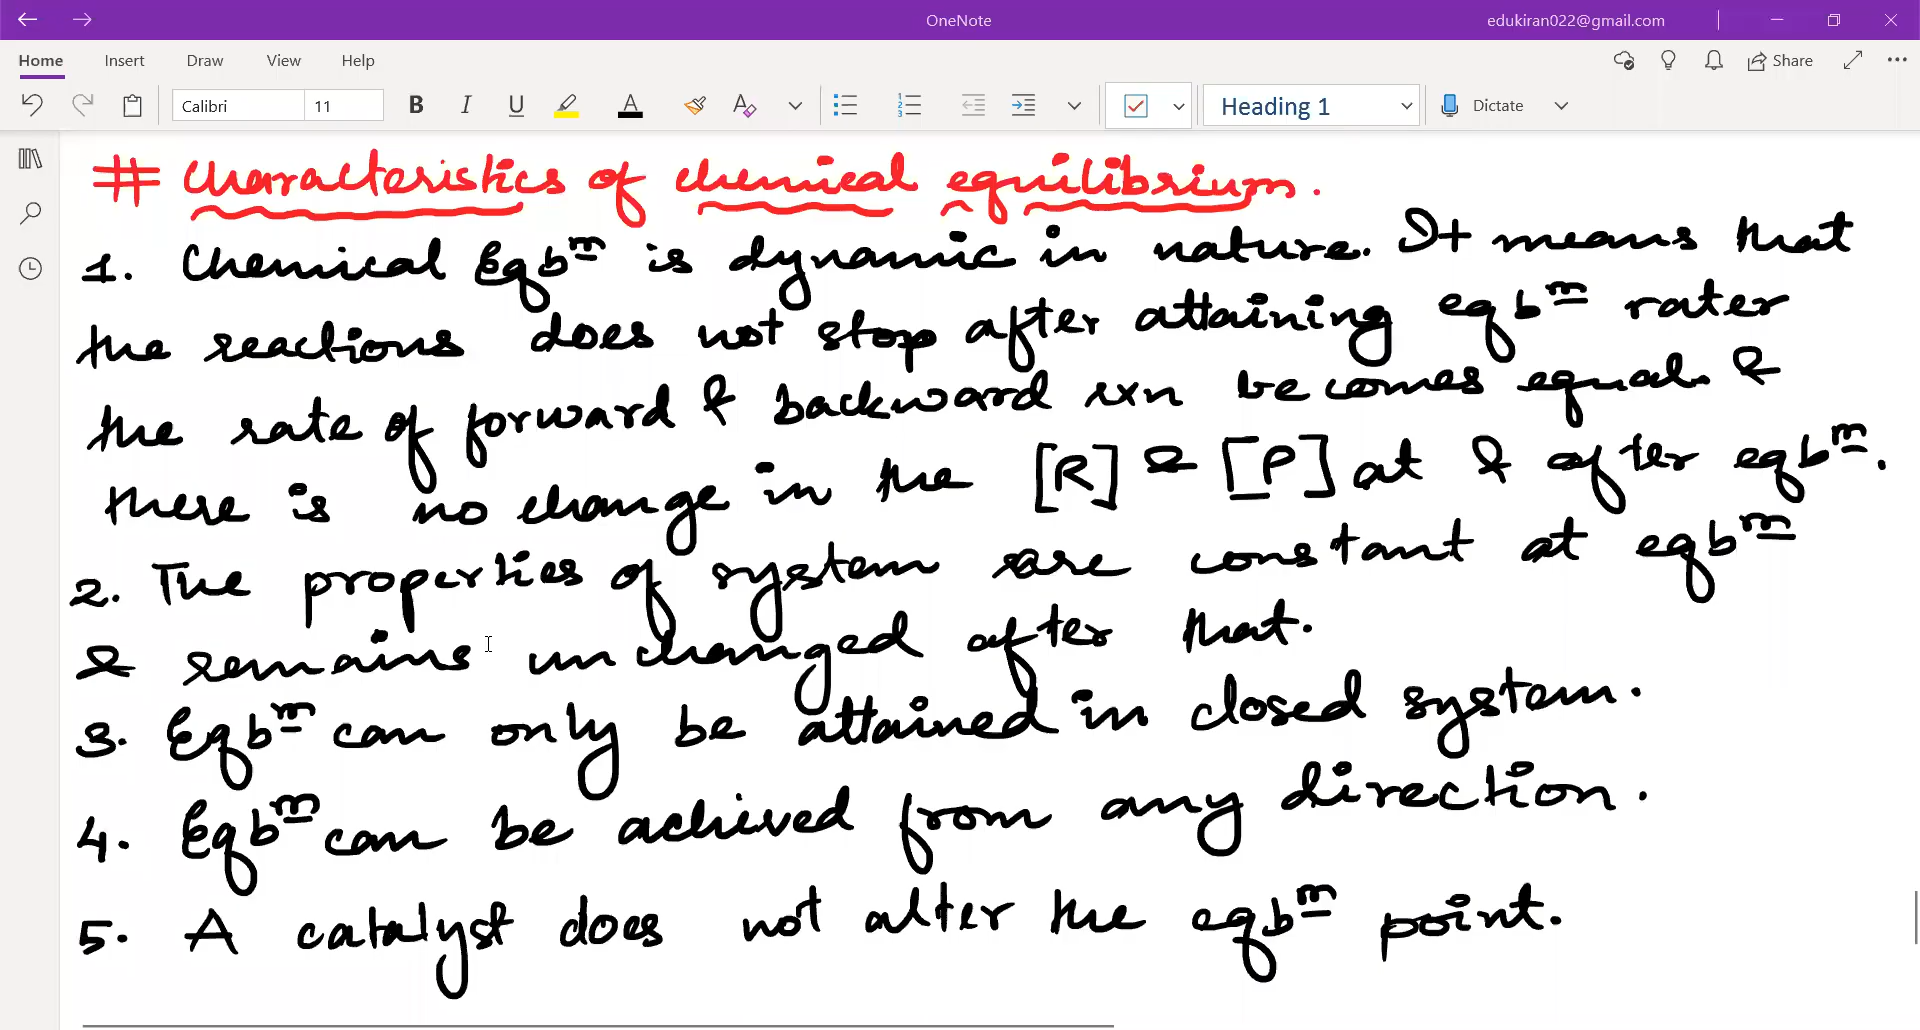 OneNote
edukiran022@gmail.com
Home Insert Draw View Help
Share
Calibri 11 B I U A A Heading 1 Dictate
# Characteristics of chemical equilibrium.
1. Chemical Eqbᵐ is dynamic in nature. It means that
the reactions does not stop after attaining eqbᵐ rater
the rate of forward & backward rxn becomes equal &
there is no change in the [R] & [P] at & after eqbᵐ.
2. The properties of system are constant at eqbᵐ
& remains unchanged after that.
3. Eqbᵐ can only be attained in closed system.
4. Eqbᵐ can be achieved from any direction.
5. A catalyst does not alter the eqbᵐ point.